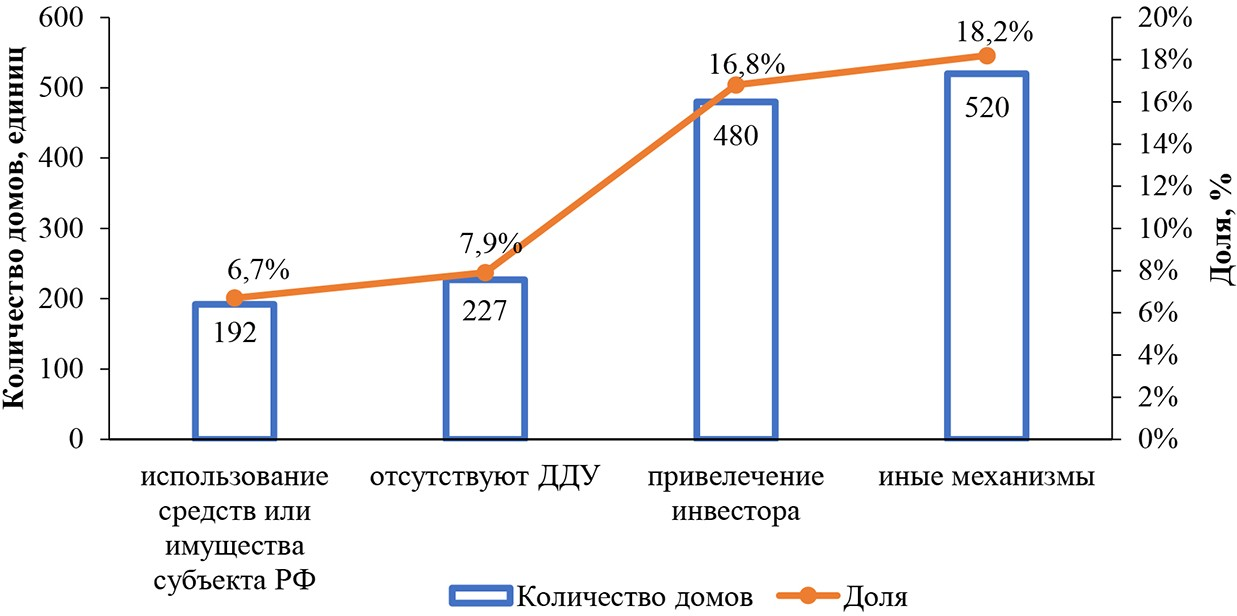 600
500
400
300
200
100
0
Количество домов, единиц
20%
18%
16%
14%
12%
10%
8%
6%
4%
2%
0%
Доля, %
6,7%
7,9%
16,8%
18,2%
192
227
480
520
использование
средств или
имущества
субъекта РФ
отсутствуют ДДУ
привелечение
инвестора
иные механизмы
Количество домов
Доля